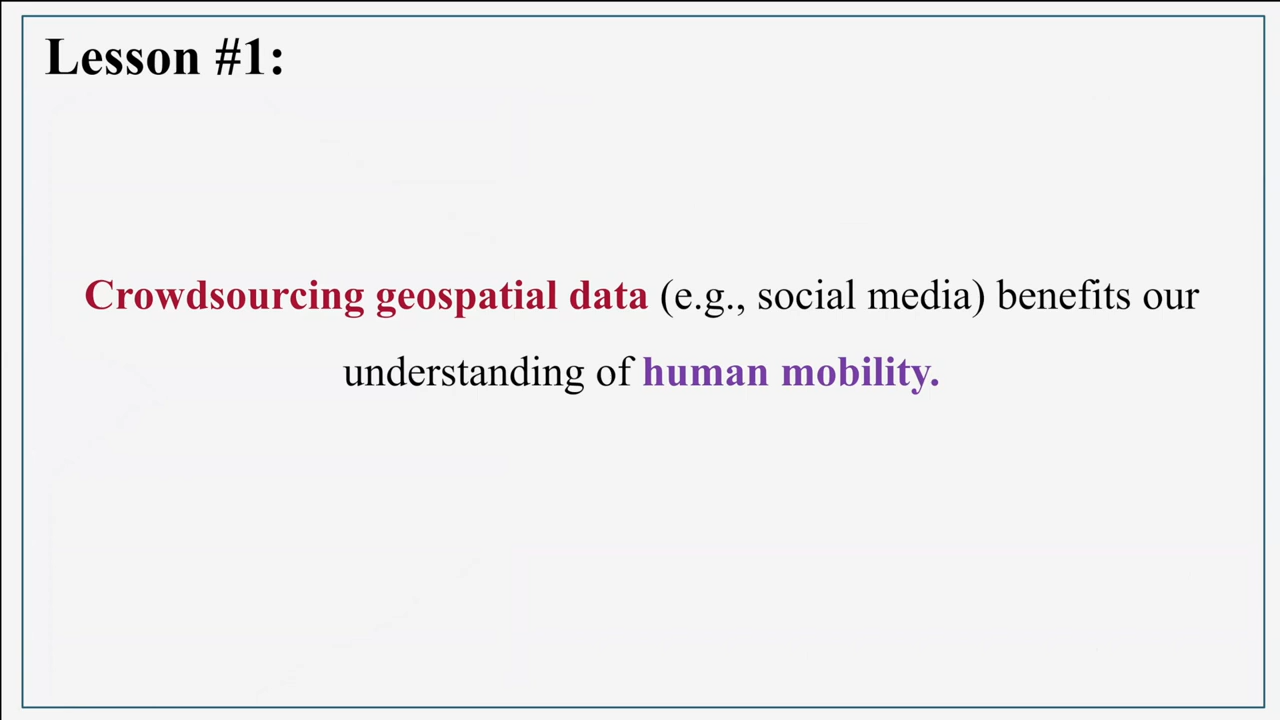 Lesson #1:
Crowdsourcing geospatial data (e.g., social media) benefits our
understanding of human mobility.